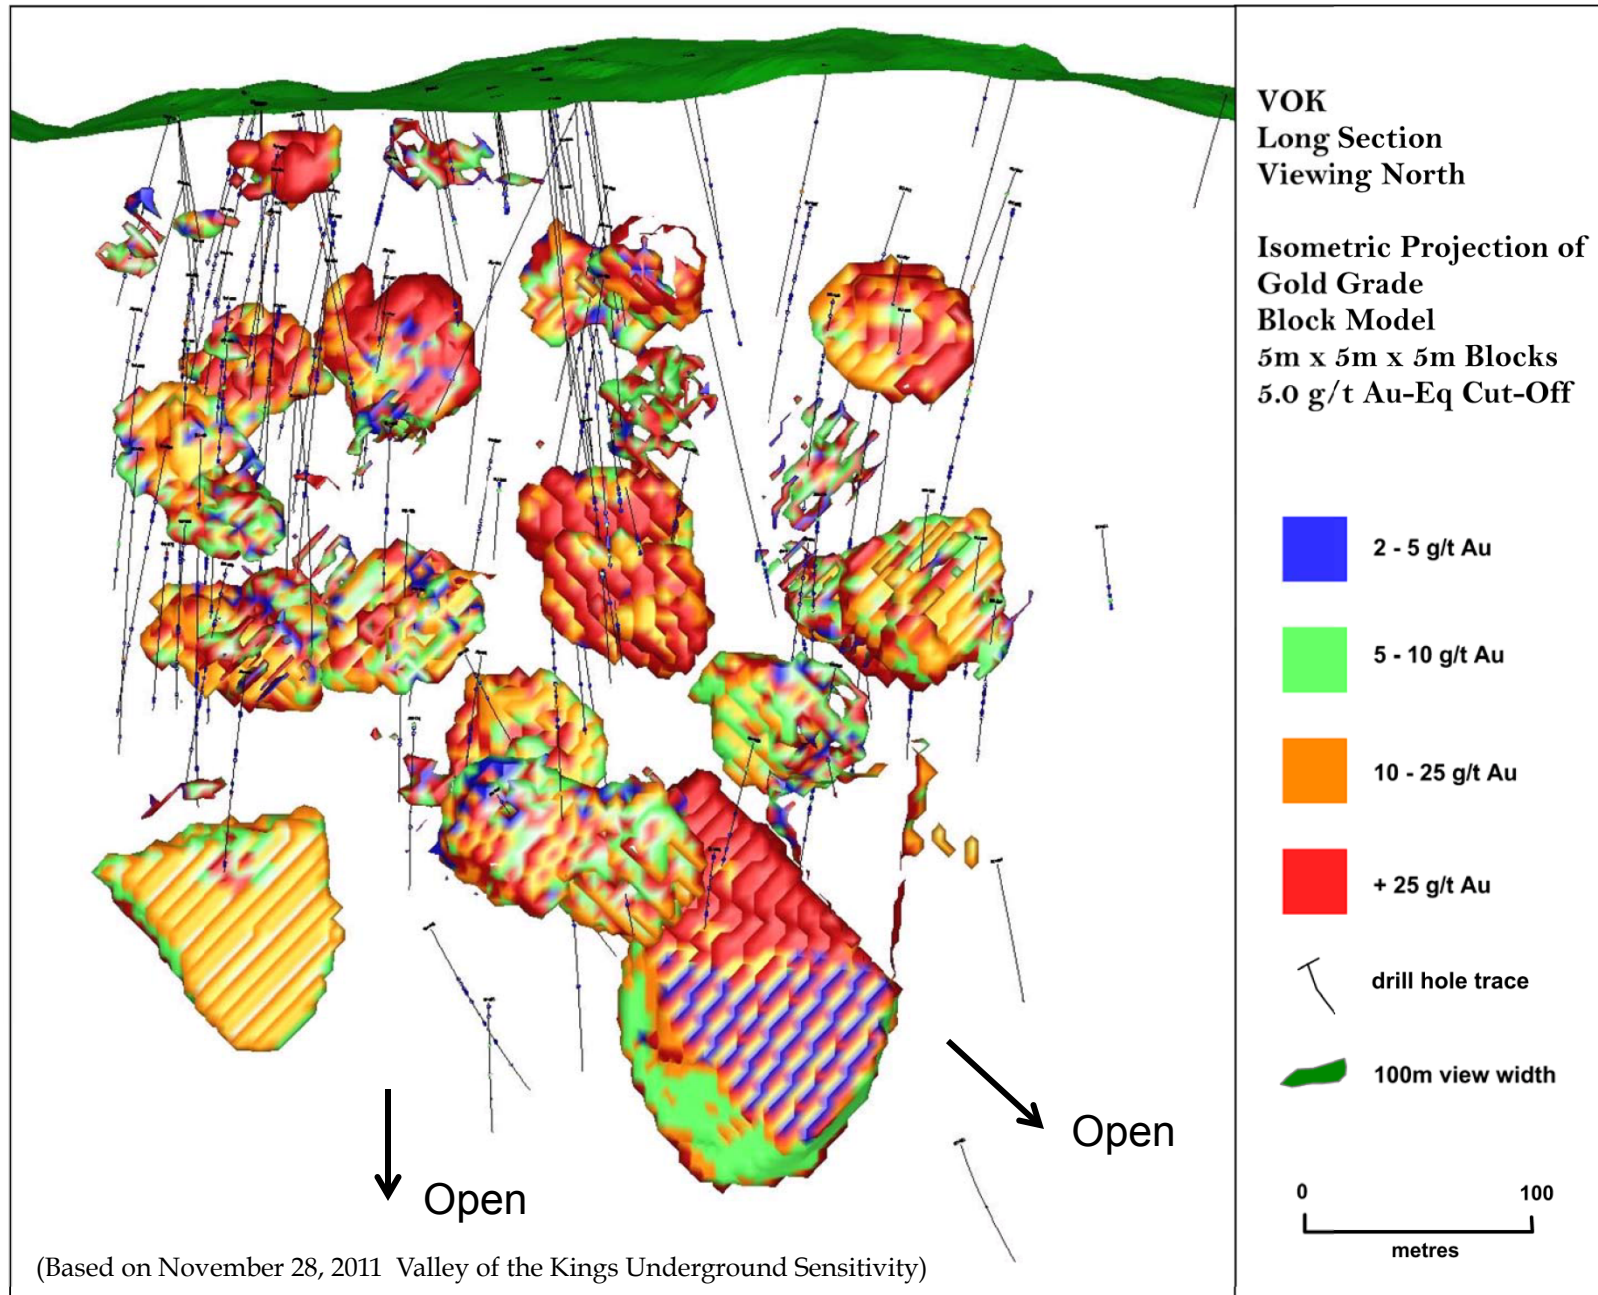 VOK
Long Section
Viewing North
Isometric Projection of
Gold Grade
Block Model
5m x 5m x 5m Blocks
5.0 g/t Au-Eq Cut-Off
2 - 5 g/t Au
5 - 10 g/t Au
10 - 25 g/t Au
+ 25 g/t Au
drill hole trace
100m view width
0 100
metres
Open
Open
(Based on November 28, 2011 Valley of the Kings Underground Sensitivity)